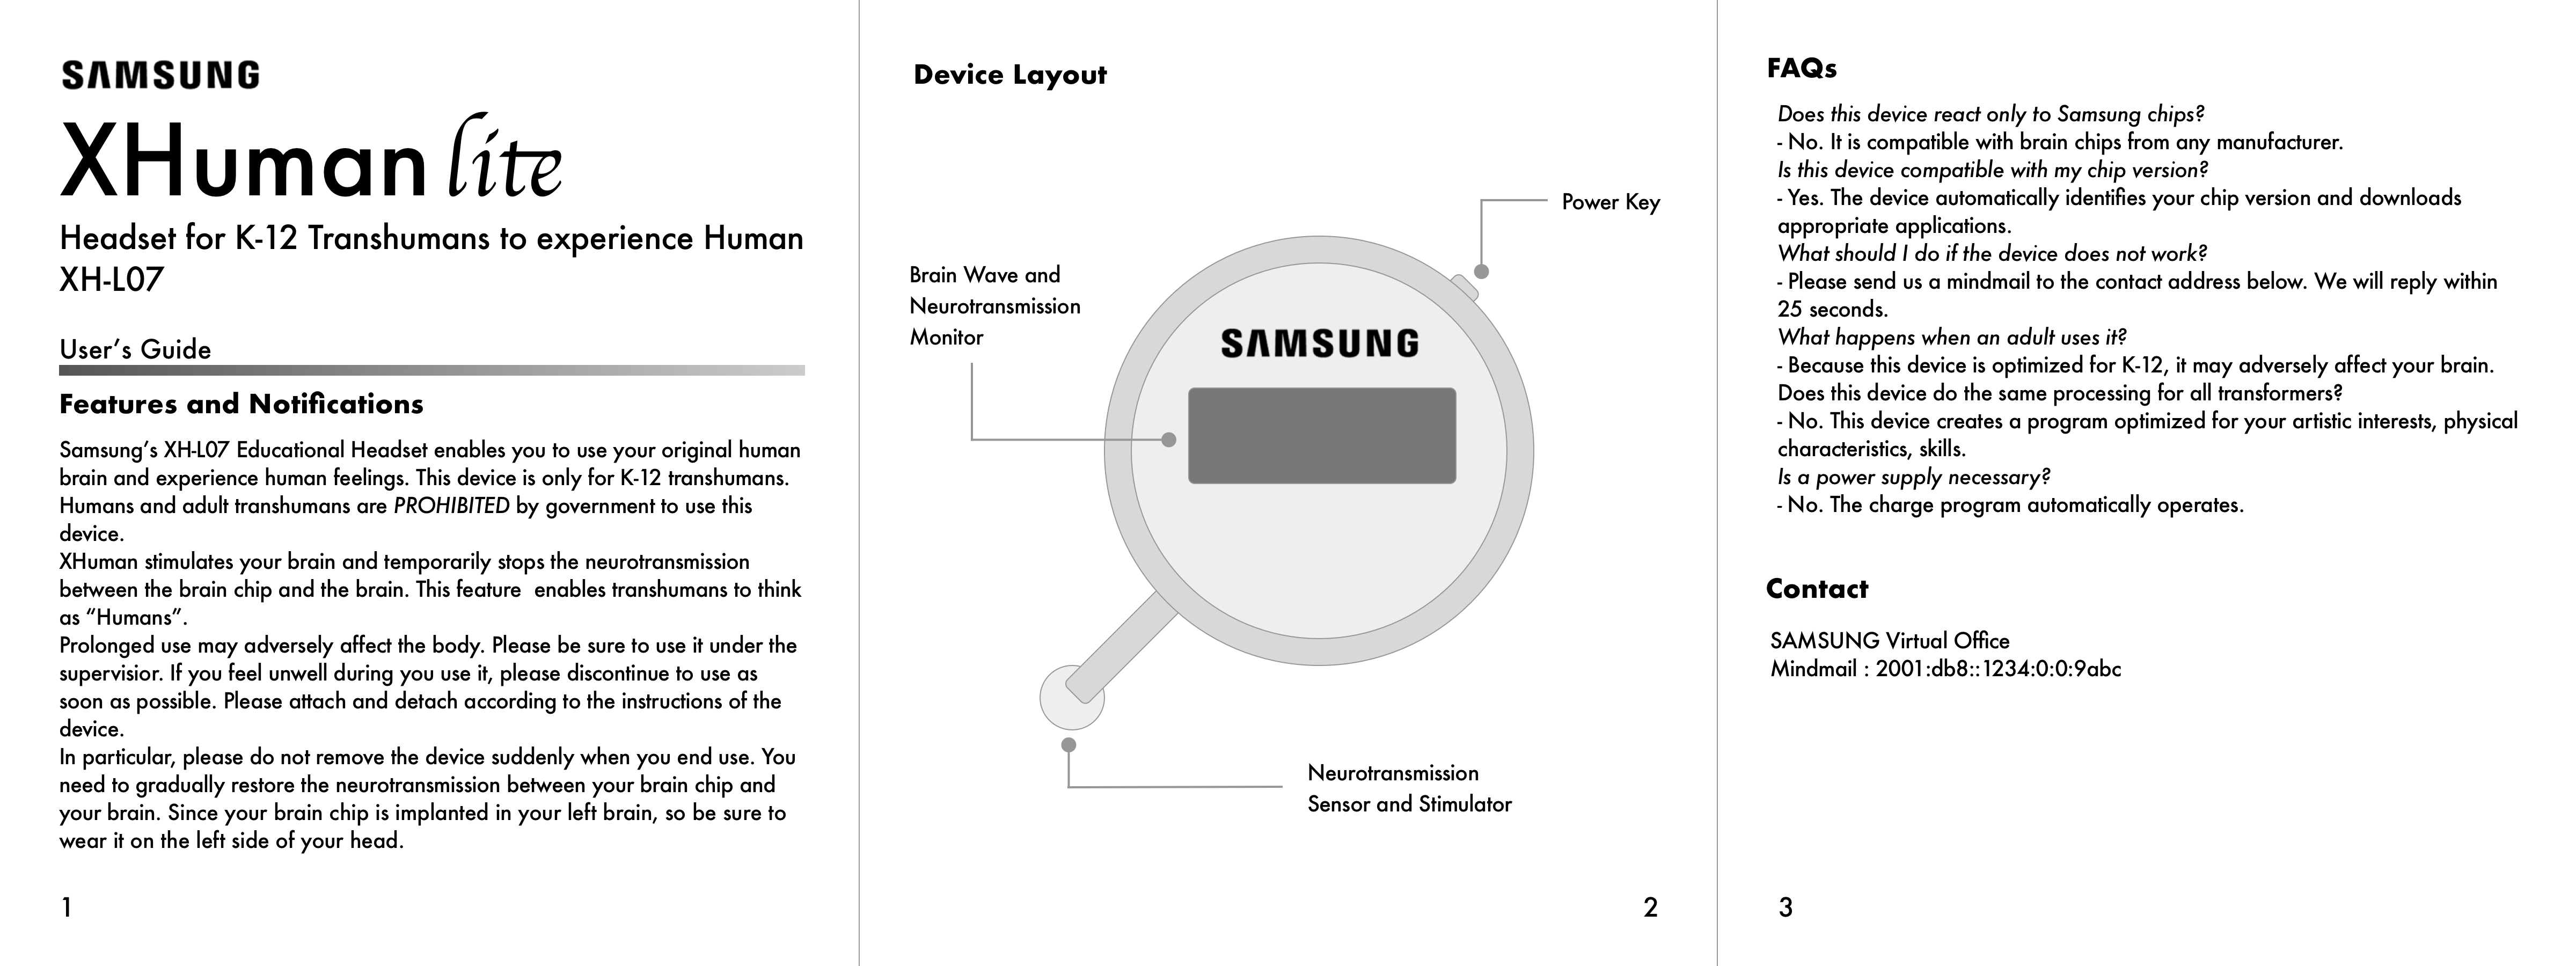 SAMSUNG
XHuman lite
Headset for K-12 Transhumans to experience Human
XH-L07
User’s Guide
Features and Notifications
Samsung’s XH-L07 Educational Headset enables you to use your original human
brain and experience human feelings. This device is only for K-12 transhumans.
Humans and adult transhumans are PROHIBITED by government to use this
device.
XHuman stimulates your brain and temporarily stops the neurotransmission
between the brain chip and the brain. This feature  enables transhumans to think
as “Humans”.
Prolonged use may adversely affect the body. Please be sure to use it under the
supervisior. If you feel unwell during you use it, please discontinue to use as
soon as possible. Please attach and detach according to the instructions of the
device.
In particular, please do not remove the device suddenly when you end use. You
need to gradually restore the neurotransmission between your brain chip and
your brain. Since your brain chip is implanted in your left brain, so be sure to
wear it on the left side of your head.
1
Device Layout
Power Key
Brain Wave and
Neurotransmission
Monitor
SAMSUNG
Neurotransmission
Sensor and Stimulator
2
FAQs
Does this device react only to Samsung chips?
- No. It is compatible with brain chips from any manufacturer.
Is this device compatible with my chip version?
- Yes. The device automatically identifies your chip version and downloads
appropriate applications.
What should I do if the device does not work?
- Please send us a mindmail to the contact address below. We will reply within
25 seconds.
What happens when an adult uses it?
- Because this device is optimized for K-12, it may adversely affect your brain.
Does this device do the same processing for all transformers?
- No. This device creates a program optimized for your artistic interests, physical
characteristics, skills.
Is a power supply necessary?
- No. The charge program automatically operates.
Contact
SAMSUNG Virtual Office
Mindmail : 2001:db8::1234:0:0:9abc
3